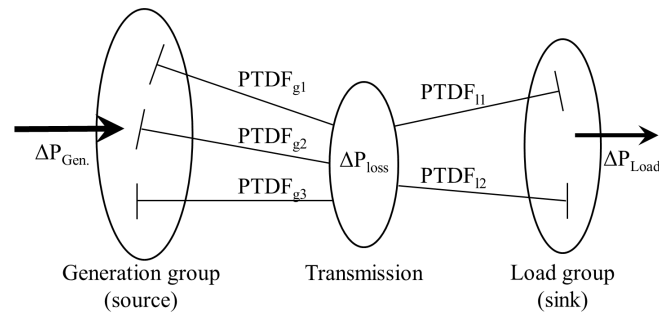 PTDFg1
PTDFl1
PTDFg2
ΔPGen.
ΔPloss
ΔPLoad
PTDFl2
PTDFg3
Generation group
(source)
Transmission
Load group
(sink)